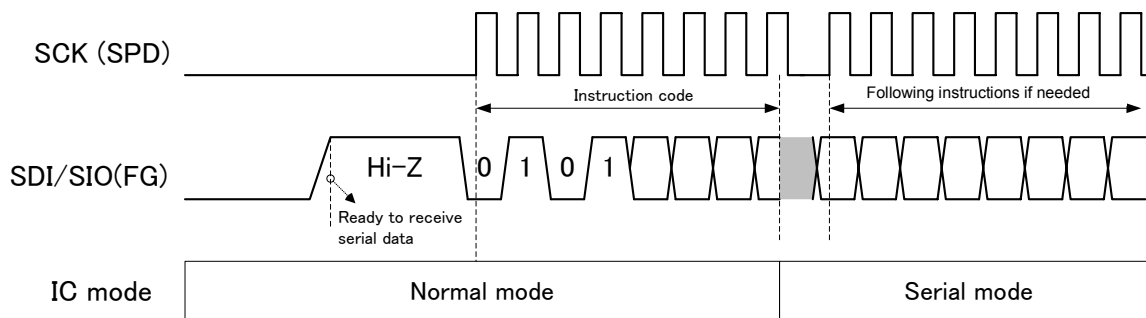 SCK (SPD)
Instruction code
Following instructions if needed
SDI/SIO(FG)
Hi-Z
0 1 0 1
Ready to receive
serial data
IC mode
Normal mode
Serial mode